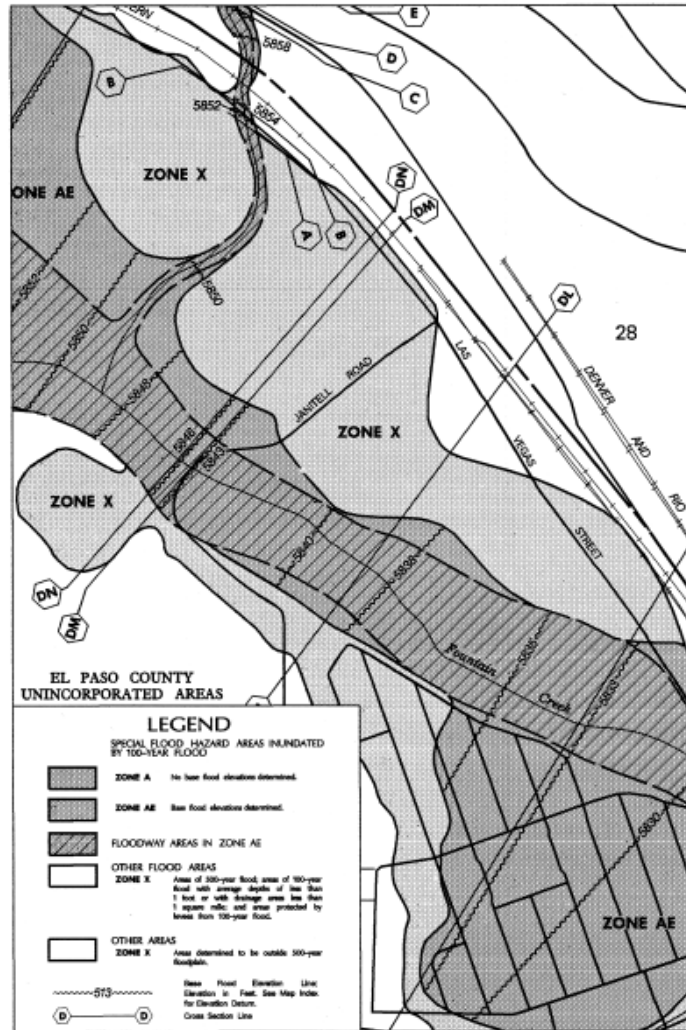 ERN
5858
E
D
C
B
5852
5854
ZONE X
DN
DM
ONE AE
A
B
5852
5850
5850
DL
28
LAS
DENVER
AND
RIO
5848
JANITELL ROAD
5846
5843
ZONE X
VEGAS
ZONE X
STREET
5840
5838
DN
DM
Fountain
Creek
5835
5833
EL PASO COUNTY
UNINCORPORATED AREAS
LEGEND
SPECIAL FLOOD HAZARD AREAS INUNDATED
BY 100-YEAR FLOOD
ZONE A No base flood elevations determined.
ZONE AE Base flood elevations determined.
FLOODWAY AREAS IN ZONE AE
OTHER FLOOD AREAS
ZONE X Areas of 500-year flood; areas of 100-year
flood with average depths of less than
1 foot or with drainage areas less than
1 square mile; and areas protected by
levees from 100-year flood.
OTHER AREAS
ZONE X Areas determined to be outside 500-year
floodplain.
513 Base Flood Elevation Line;
Elevation in Feet. See Map Index
for Elevation Datum.
D D Cross Section Line
5830
ZONE AE